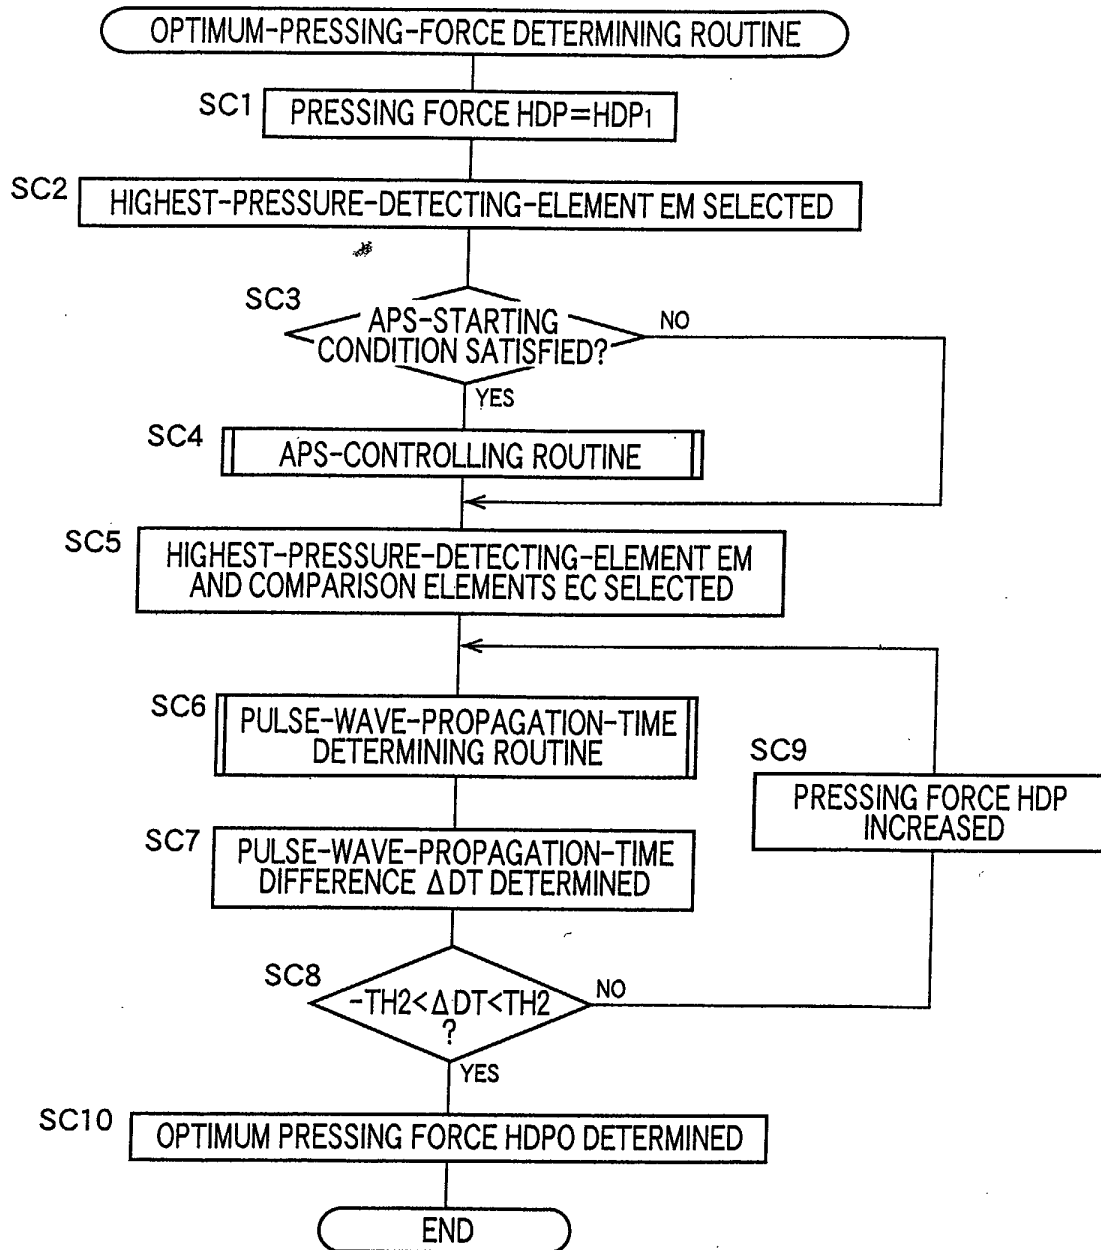 OPTIMUM-PRESSING-FORCE DETERMINING ROUTINE
SC1
PRESSING FORCE HDP=HDP1
SC2
HIGHEST-PRESSURE-DETECTING-ELEMENT EM SELECTED
SC3
APS-STARTING
CONDITION SATISFIED?
NO
YES
SC4
APS-CONTROLLING ROUTINE
SC5
HIGHEST-PRESSURE-DETECTING-ELEMENT EM
AND COMPARISON ELEMENTS EC SELECTED
SC6
PULSE-WAVE-PROPAGATION-TIME
DETERMINING ROUTINE
SC9
PRESSING FORCE HDP
INCREASED
SC7
PULSE-WAVE-PROPAGATION-TIME
DIFFERENCE ΔDT DETERMINED
SC8
-TH2<ΔDT<TH2
?
NO
YES
SC10
OPTIMUM PRESSING FORCE HDPO DETERMINED
END